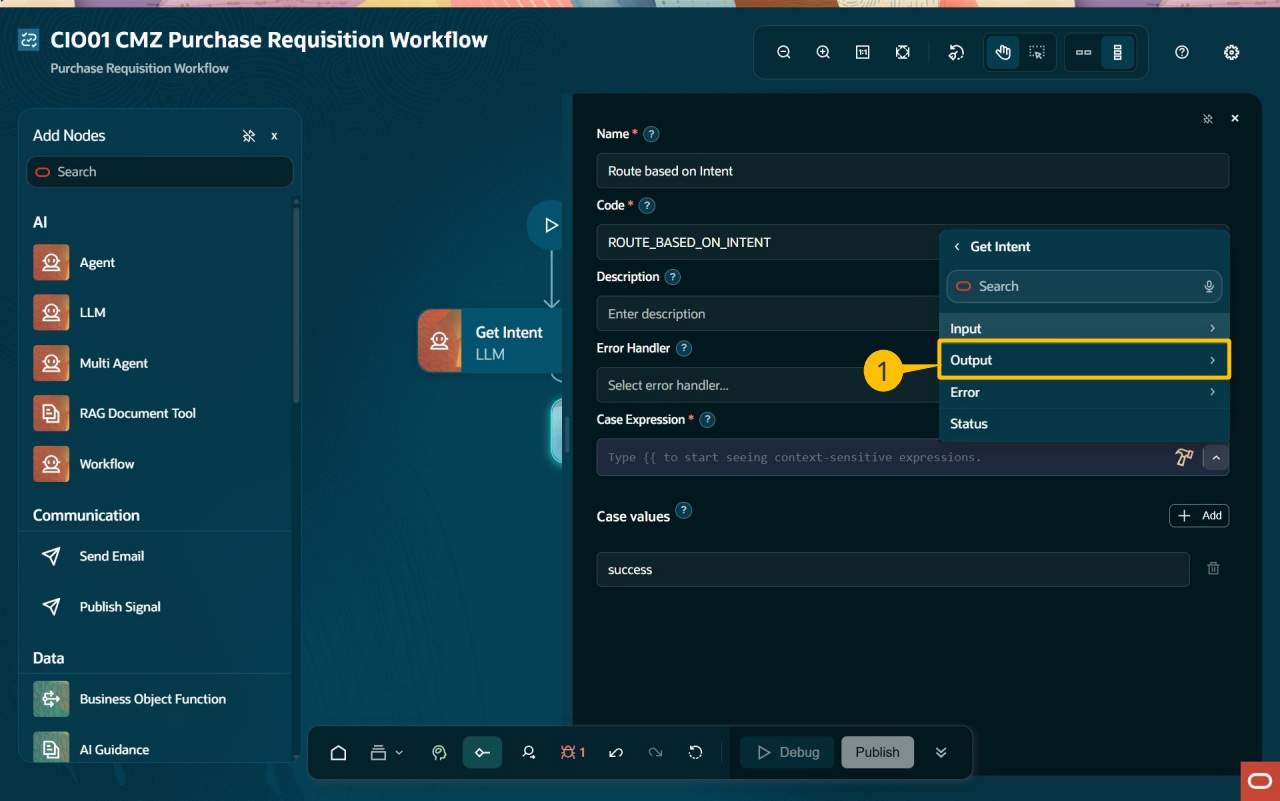 CIO01 CMZ Purchase Requisition Workflow
Purchase Requisition Workflow
1:1
?
Add Nodes
x
Search
AI
Agent
LLM
Multi Agent
RAG Document Tool
Workflow
Communication
Send Email
Publish Signal
Data
Business Object Function
AI Guidance
Get Intent
LLM
Name * ?
Route based on Intent
Code * ?
ROUTE_BASED_ON_INTENT
Description ?
Enter description
Error Handler ?
Select error handler...
Case Expression * ?
Type {{ to start seeing context-sensitive expressions.
Case values ?
Add
success
Get Intent
Search
Input
1
Output
Error
Status
1
Debug
Publish